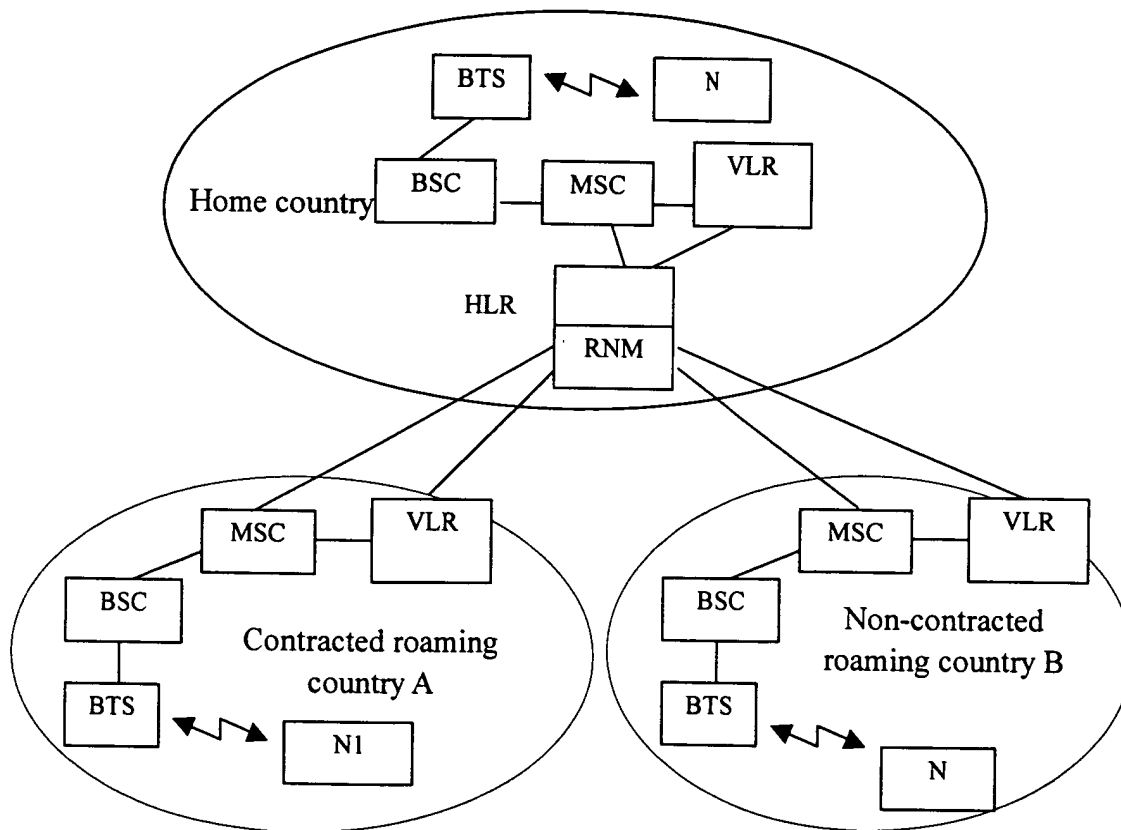 BTS
N
BSC
MSC
VLR
Home country
HLR
RNM
MSC
VLR
BSC
Contracted roaming
country A
BTS
N1
MSC
VLR
BSC
Non-contracted
roaming country B
BTS
N